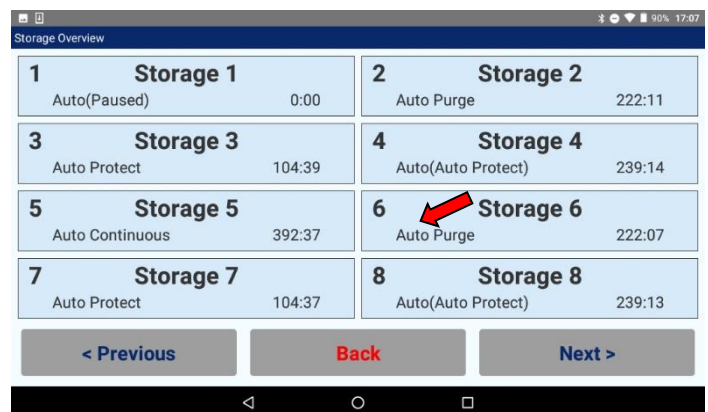 90% 17:07
Storage Overview
1 Storage 1
Auto(Paused) 0:00
2 Storage 2
Auto Purge 222:11
3 Storage 3
Auto Protect 104:39
4 Storage 4
Auto(Auto Protect) 239:14
5 Storage 5
Auto Continuous 392:37
6 Storage 6
Auto Purge 222:07
7 Storage 7
Auto Protect 104:37
8 Storage 8
Auto(Auto Protect) 239:13
< Previous
Back
Next >